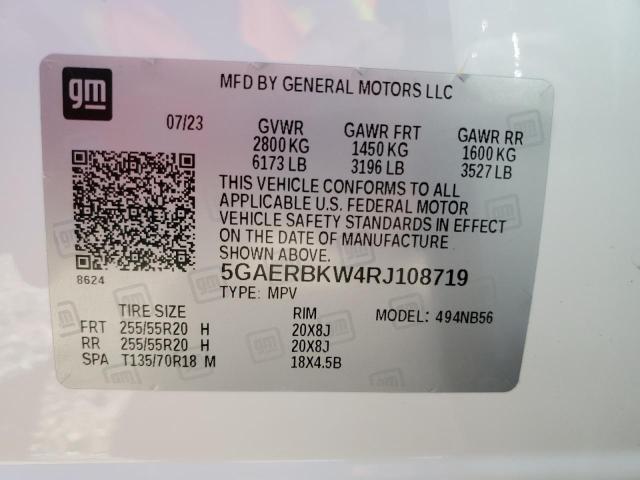 gm
MFD BY GENERAL MOTORS LLC
07/23 GVWR GAWR FRT GAWR RR
2800 KG 1450 KG 1600 KG
6173 LB 3196 LB 3527 LB
THIS VEHICLE CONFORMS TO ALL
APPLICABLE U.S. FEDERAL MOTOR
VEHICLE SAFETY STANDARDS IN EFFECT
ON THE DATE OF MANUFACTURE
SHOWN ABOVE.
8624
5GAERBKW4RJ108719
TYPE: MPV
TIRE SIZE RIM MODEL: 494NB56
FRT 255/55R20 H 20X8J
RR 255/55R20 H 20X8J
SPA T135/70R18 M 18X4.5B